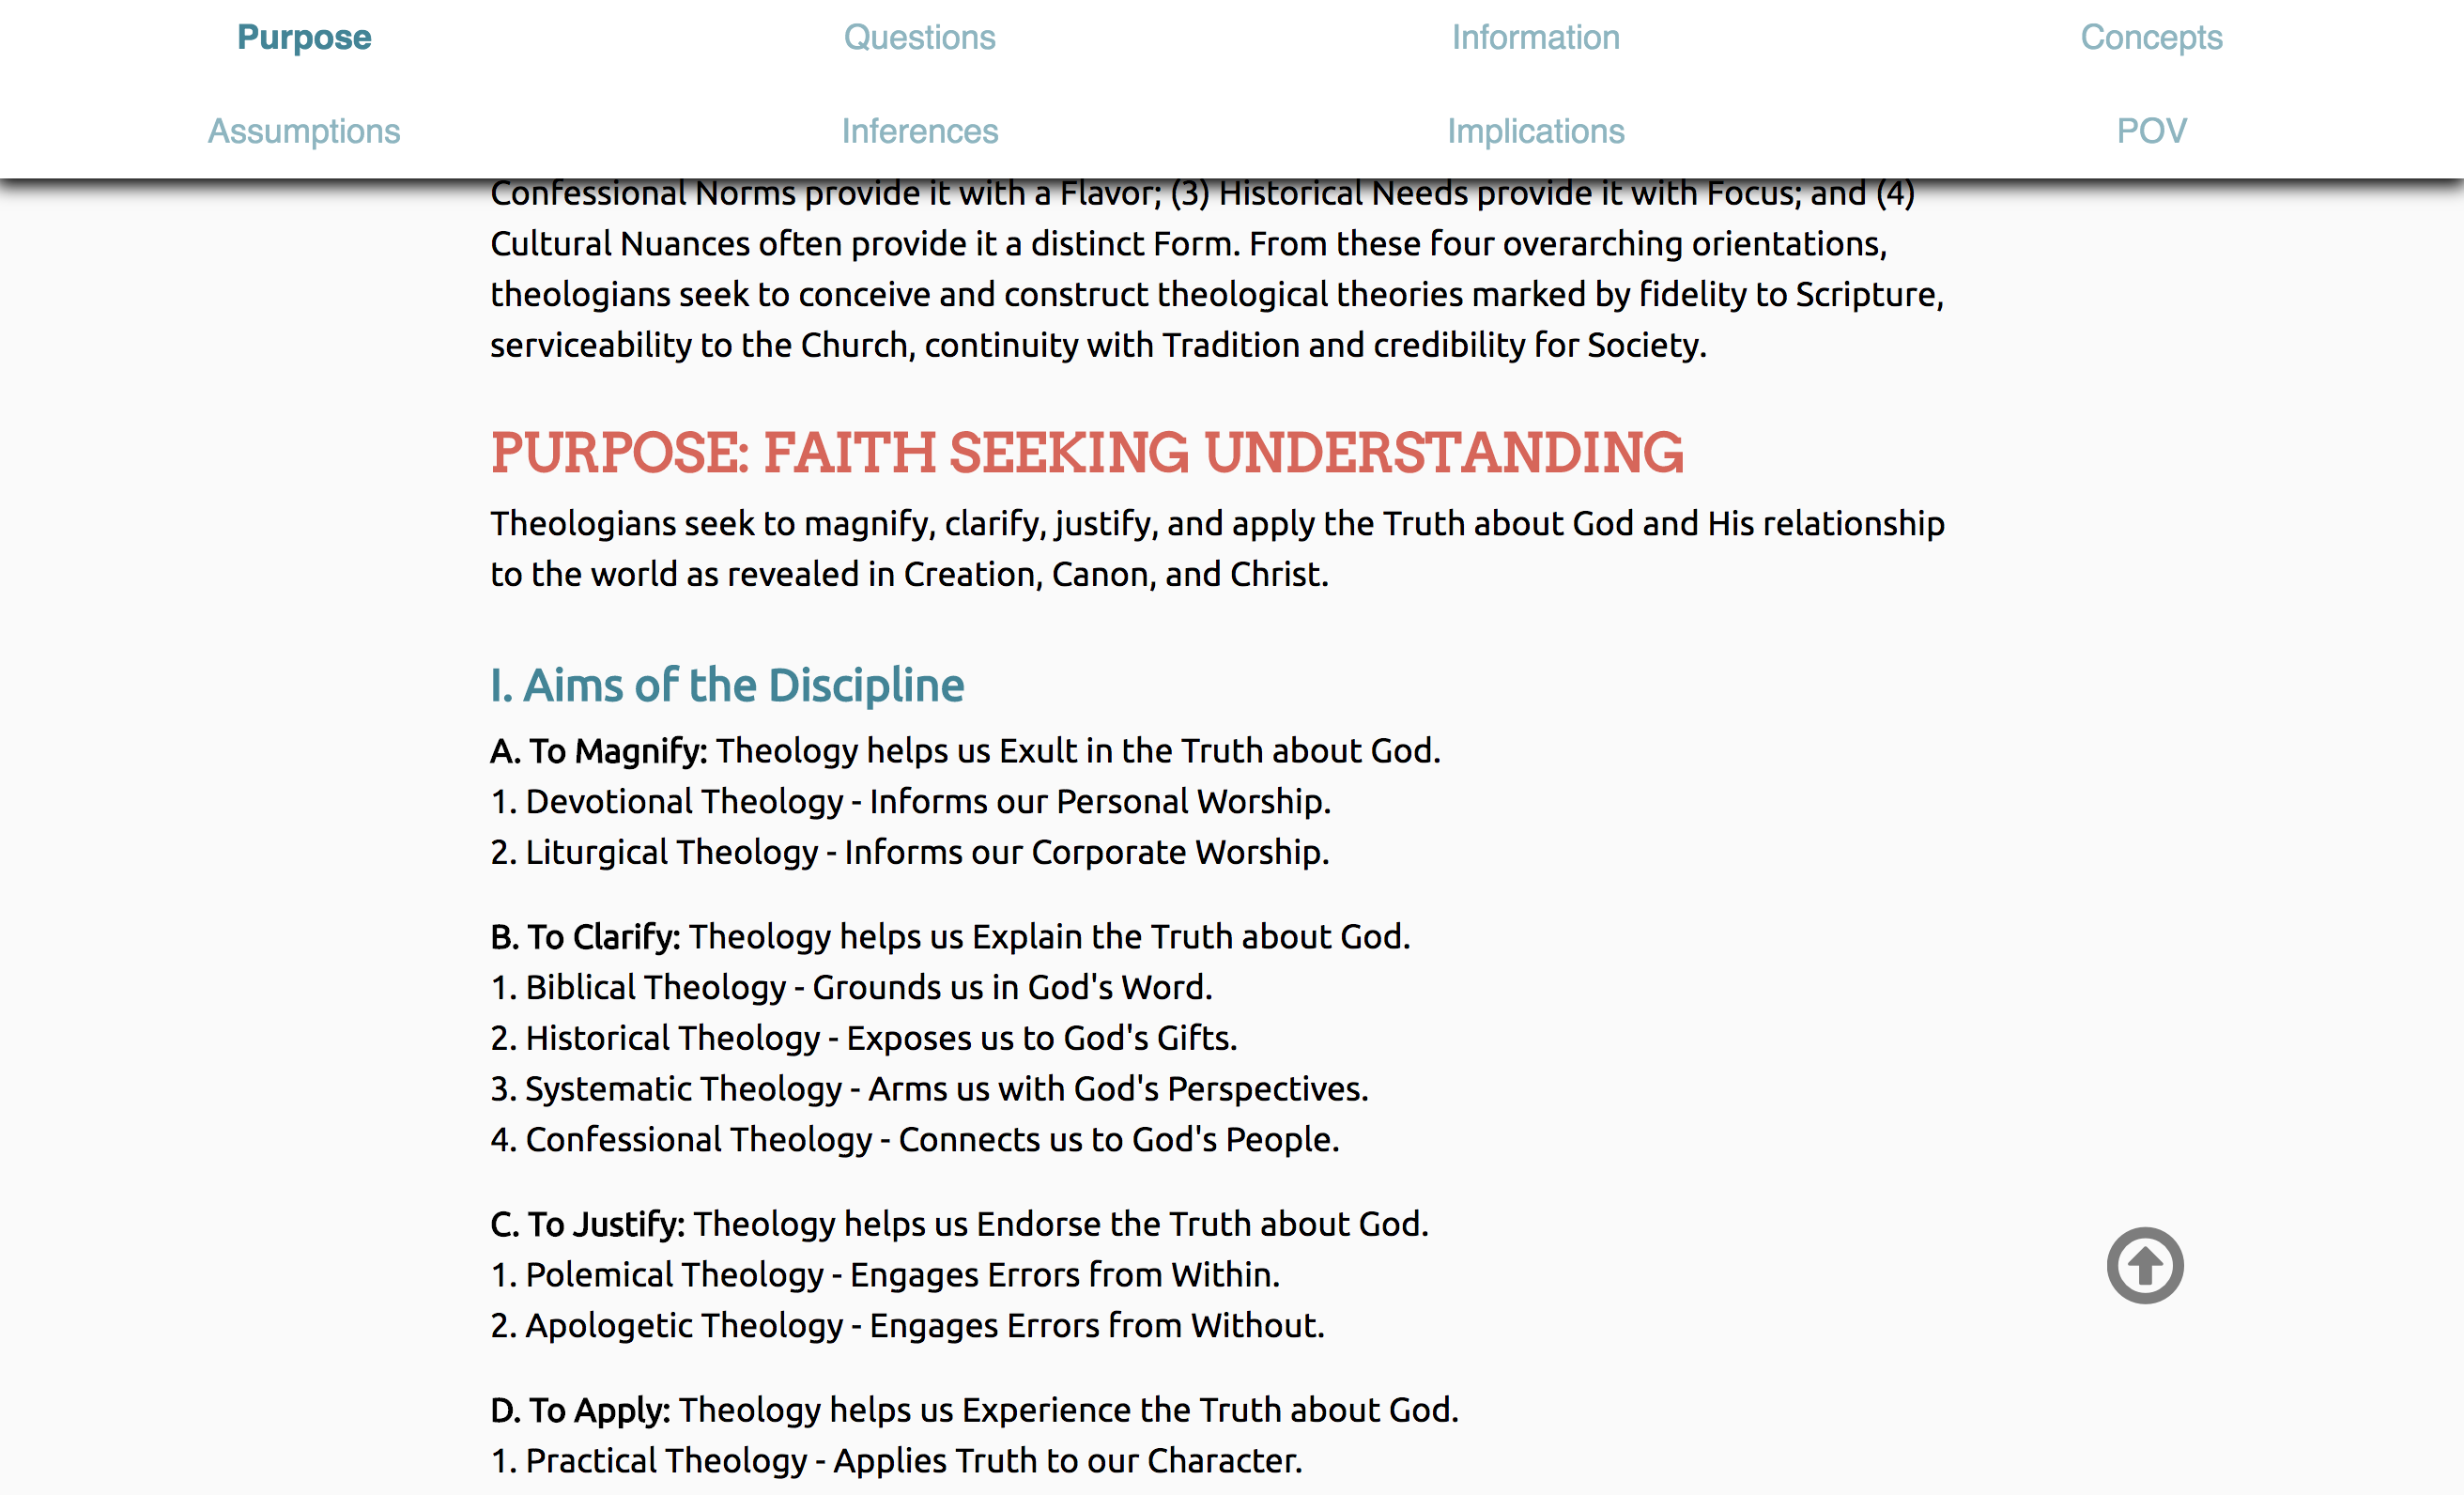 Purpose
Questions
Information
Concepts
Assumptions
Inferences
Implications
POV
Confessional Norms provide it with a Flavor; (3) Historical Needs provide it with Focus; and (4)
Cultural Nuances often provide it a distinct Form. From these four overarching orientations,
theologians seek to conceive and construct theological theories marked by fidelity to Scripture,
serviceability to the Church, continuity with Tradition and credibility for Society.
PURPOSE: FAITH SEEKING UNDERSTANDING
Theologians seek to magnify, clarify, justify, and apply the Truth about God and His relationship
to the world as revealed in Creation, Canon, and Christ.
I. Aims of the Discipline
A. To Magnify: Theology helps us Exult in the Truth about God.
1. Devotional Theology - Informs our Personal Worship.
2. Liturgical Theology - Informs our Corporate Worship.
B. To Clarify: Theology helps us Explain the Truth about God.
1. Biblical Theology - Grounds us in God's Word.
2. Historical Theology - Exposes us to God's Gifts.
3. Systematic Theology - Arms us with God's Perspectives.
4. Confessional Theology - Connects us to God's People.
C. To Justify: Theology helps us Endorse the Truth about God.
1. Polemical Theology - Engages Errors from Within.
2. Apologetic Theology - Engages Errors from Without.
D. To Apply: Theology helps us Experience the Truth about God.
1. Practical Theology - Applies Truth to our Character.